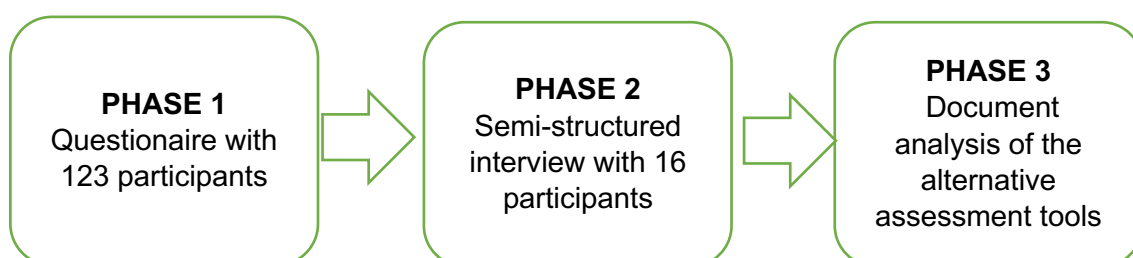 PHASE 1
Questionaire with
123 participants
PHASE 2
Semi-structured
interview with 16
participants
PHASE 3
Document
analysis of the
alternative
assessment tools